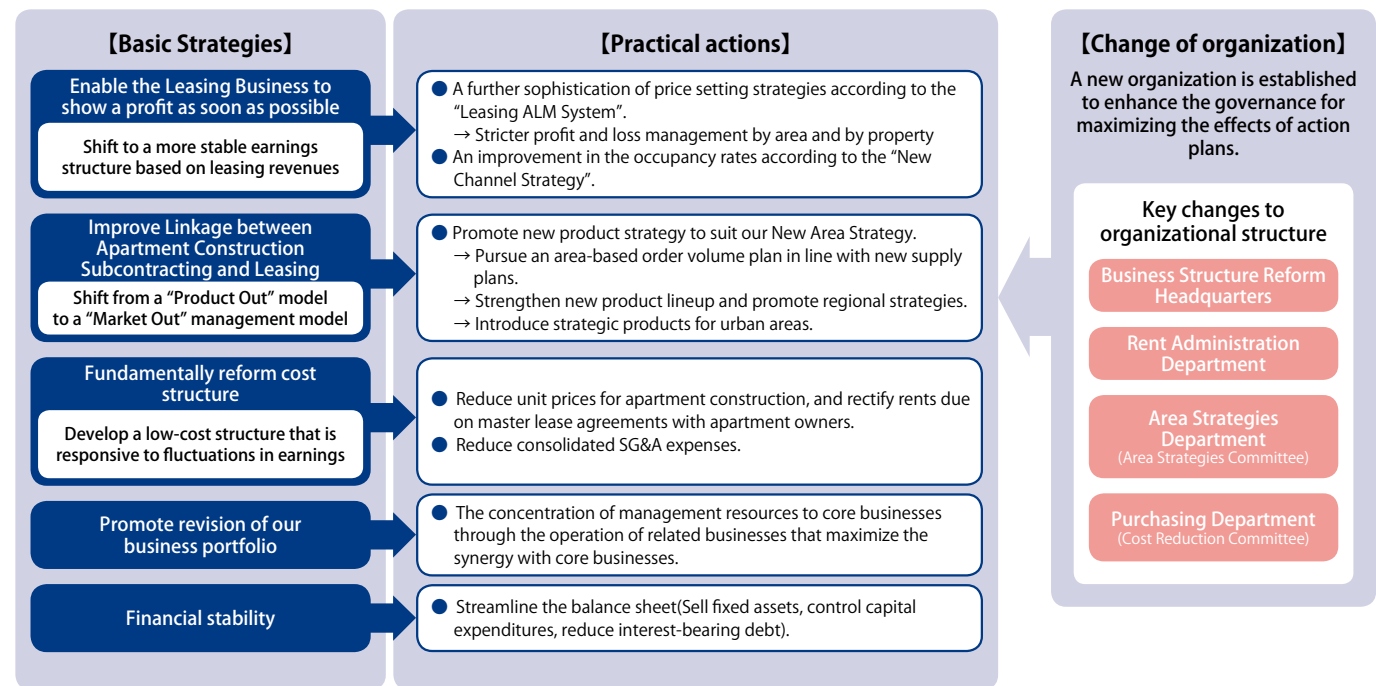 【Basic Strategies】
Enable the Leasing Business to
show a profit as soon as possible
Shift to a more stable earnings
structure based on leasing revenues
Improve Linkage between
Apartment Construction
Subcontracting and Leasing
Shift from a “Product Out” model
to a “Market Out” management model
Fundamentally reform cost
structure
Develop a low-cost structure that is
responsive to fluctuations in earnings
Promote revision of our
business portfolio
Financial stability
【Practical actions】
● A further sophistication of price setting strategies according to the
“Leasing ALM System”.
→ Stricter profit and loss management by area and by property
● An improvement in the occupancy rates according to the “New
Channel Strategy”.
● Promote new product strategy to suit our New Area Strategy.
→ Pursue an area-based order volume plan in line with new supply
plans.
→ Strengthen new product lineup and promote regional strategies.
→ Introduce strategic products for urban areas.
● Reduce unit prices for apartment construction, and rectify rents due
on master lease agreements with apartment owners.
● Reduce consolidated SG&A expenses.
● The concentration of management resources to core businesses
through the operation of related businesses that maximize the
synergy with core businesses.
● Streamline the balance sheet(Sell fixed assets, control capital
expenditures, reduce interest-bearing debt).
【Change of organization】
A new organization is established
to enhance the governance for
maximizing the effects of action
plans.
Key changes to
organizational structure
Business Structure Reform
Headquarters
Rent Administration
Department
Area Strategies
Department
(Area Strategies Committee)
Purchasing Department
(Cost Reduction Committee)